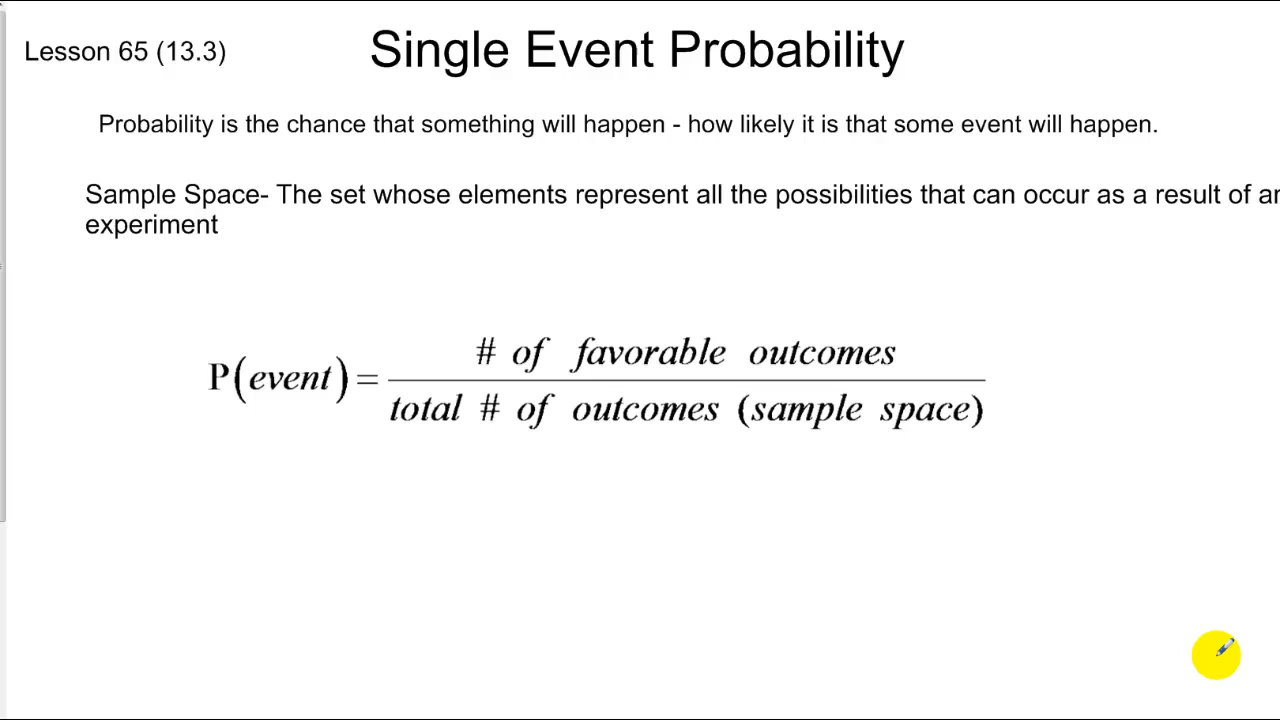 Lesson 65 (13.3)
Single Event Probability
Probability is the chance that something will happen - how likely it is that some event will happen.
Sample Space- The set whose elements represent all the possibilities that can occur as a result of an
experiment
# of favorable outcomes
P(event) =
total # of outcomes (sample space)